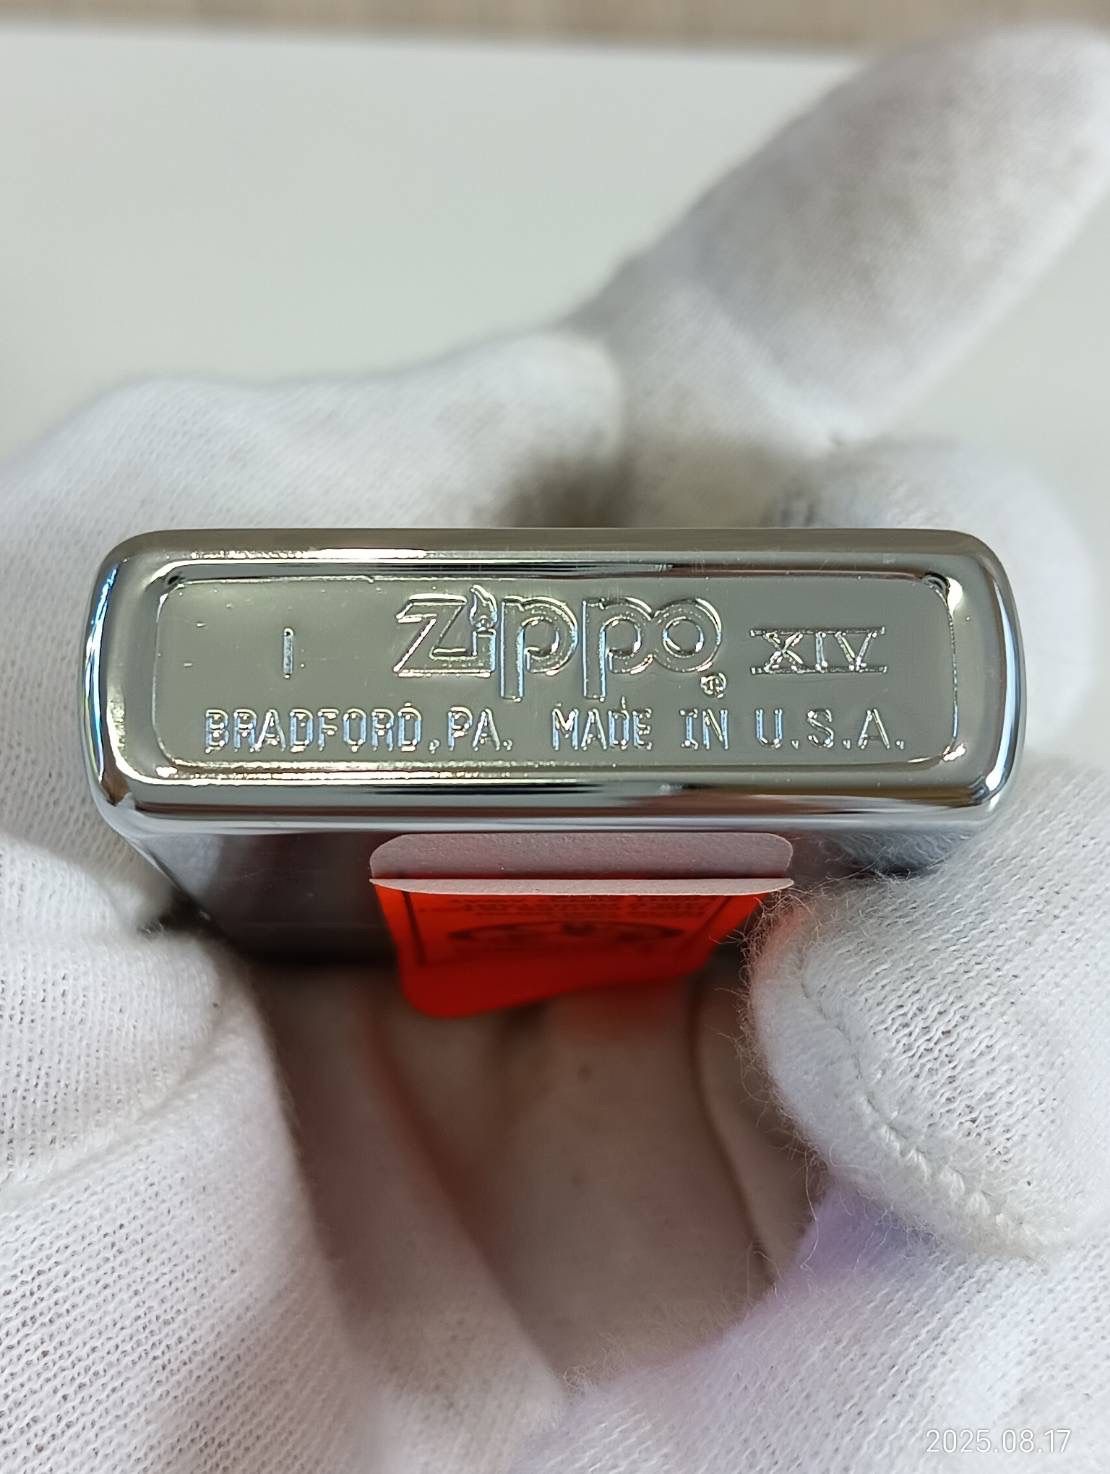 I zippo® XIV
BRADFORD, PA. MADE IN U.S.A.
2025.08.17